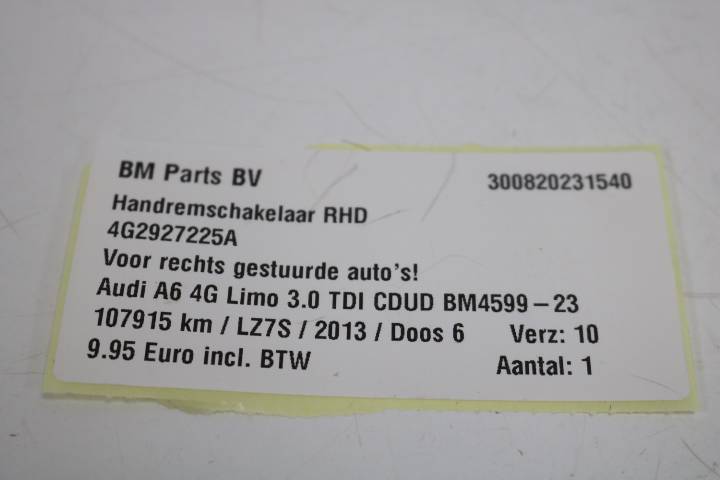 BM Parts BV 300820231540
Handremschakelaar RHD
4G2927225A
Voor rechts gestuurde auto's!
Audi A6 4G Limo 3.0 TDI CDUD BM4599-23
107915 km / LZ7S / 2013 / Doos 6 Verz: 10
9.95 Euro incl. BTW Aantal: 1